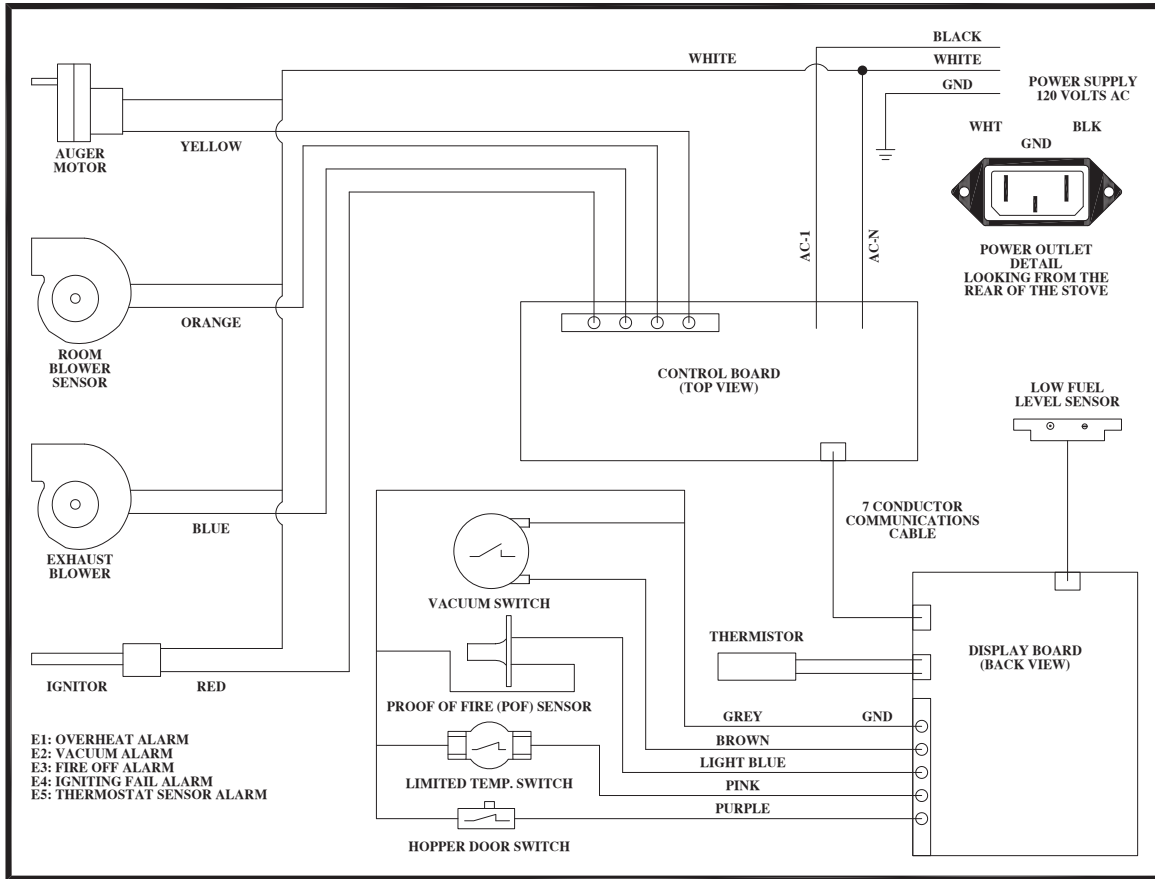 BLACK
WHITE
WHITE
GND
POWER SUPPLY
120 VOLTS AC
WHT
BLK
GND
POWER OUTLET
DETAIL
LOOKING FROM THE
REAR OF THE STOVE
AUGER
MOTOR
YELLOW
AC-1
AC-N
ROOM
BLOWER
SENSOR
ORANGE
CONTROL BOARD
(TOP VIEW)
LOW FUEL
LEVEL SENSOR
EXHAUST
BLOWER
BLUE
7 CONDUCTOR
COMMUNICATIONS
CABLE
VACUUM SWITCH
THERMISTOR
DISPLAY BOARD
(BACK VIEW)
IGNITOR
RED
PROOF OF FIRE (POF) SENSOR
GREY
GND
BROWN
LIGHT BLUE
LIMITED TEMP. SWITCH
PINK
PURPLE
HOPPER DOOR SWITCH
E1: OVERHEAT ALARM
E2: VACUUM ALARM
E3: FIRE OFF ALARM
E4: IGNITING FAIL ALARM
E5: THERMOSTAT SENSOR ALARM